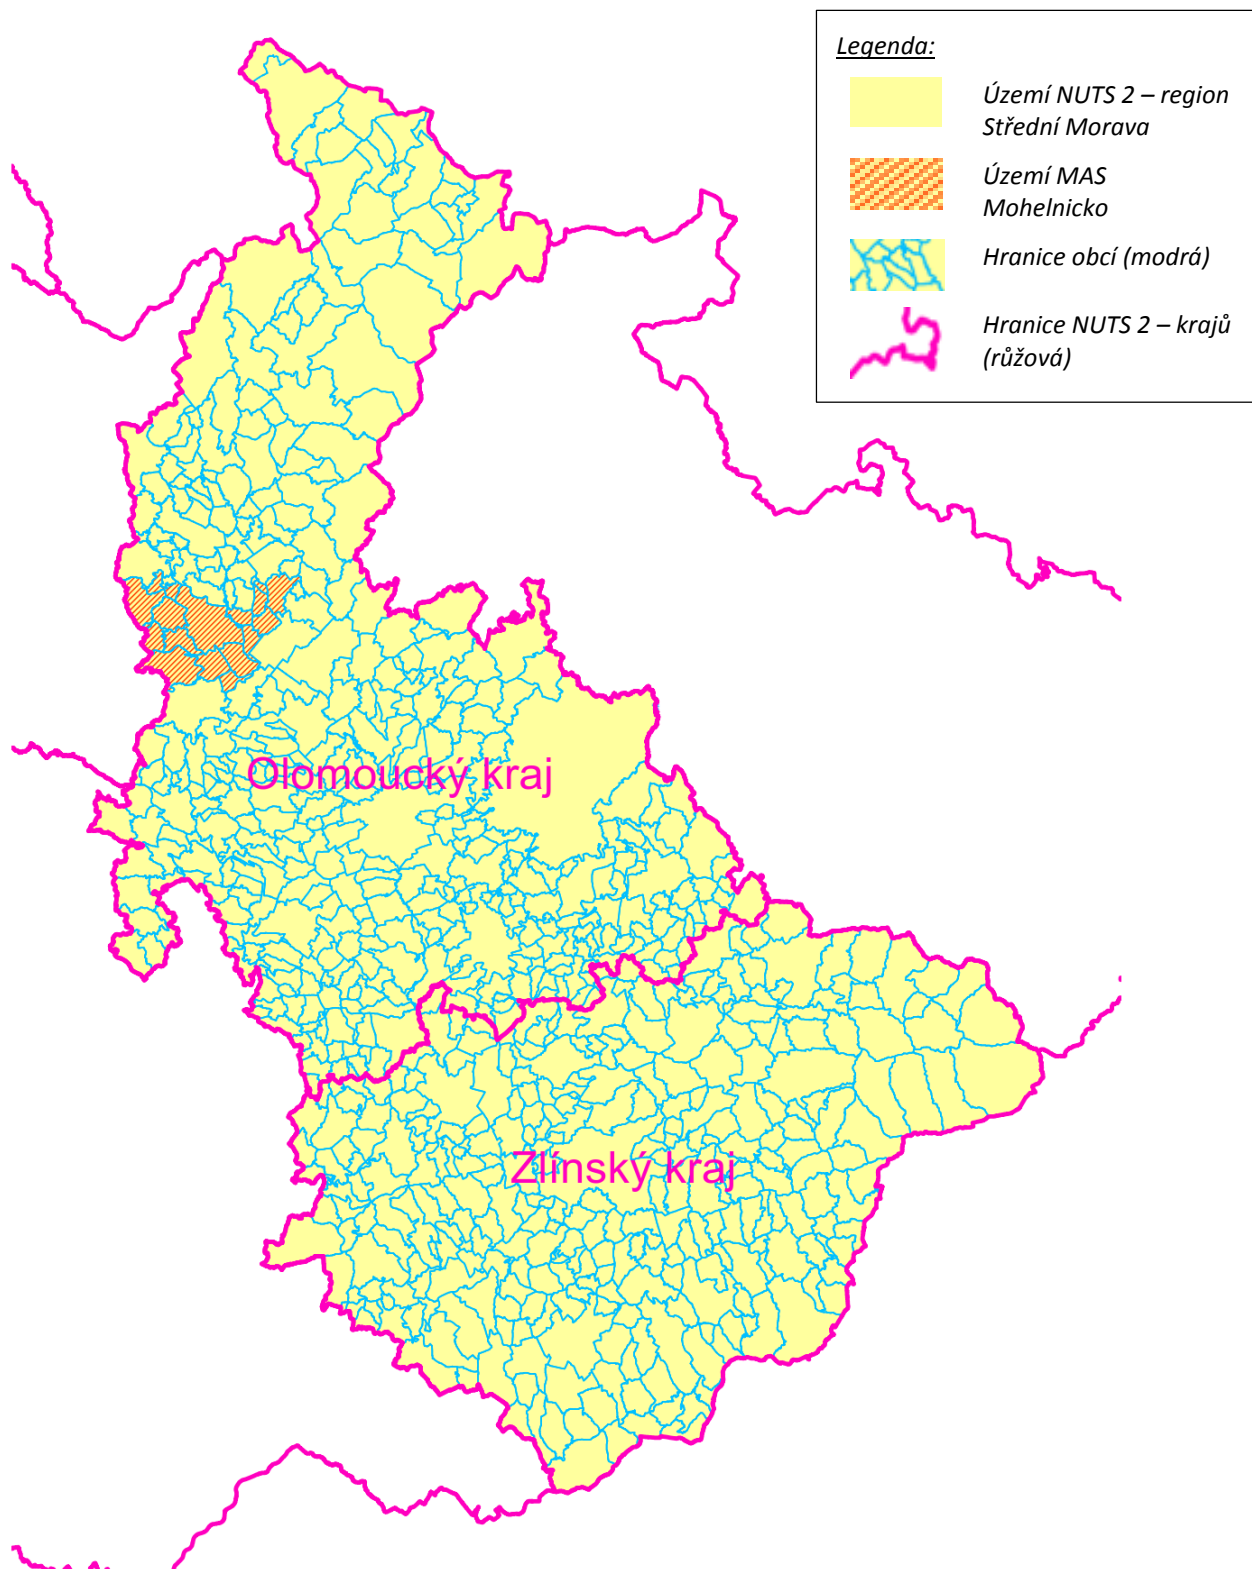 Legenda:
Území NUTS 2 – region
Střední Morava
Území MAS
Mohelnicko
Hranice obcí (modrá)
Hranice NUTS 2 – krajů
(růžová)
Olomoucký kraj
Zlínský kraj